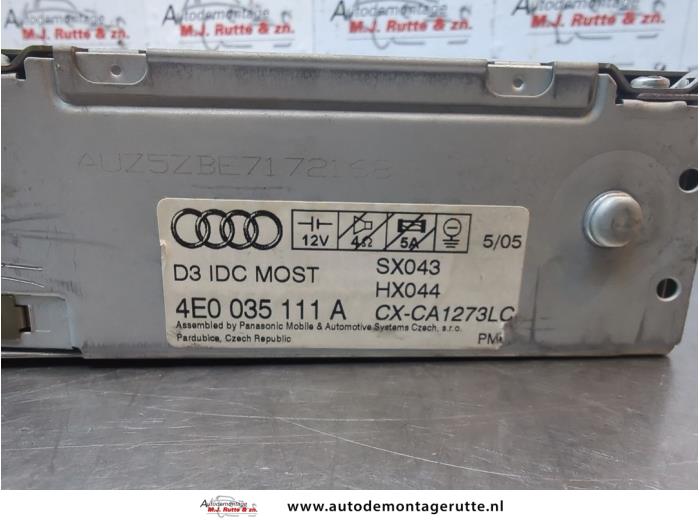 Autodemontage
M.J. Rutte & zn.
Autodemontage
M.J. Rutte & zn.
Autodemontage
M.J. Rutte & zn.
AUZ5ZBE7172168
12V 4Ω 5A 5/05
D3 IDC MOST SX043
HX044
4E0 035 111 A CX-CA1273LC
Assembled by Panasonic Mobile & Automotive Systems Czech, s.r.o.
Pardubice, Czech Republic
Autodemontage
M.J. Rutte & zn.
www.autodemontagerutte.nl
Autodemontage
M.J. Rutte & zn.